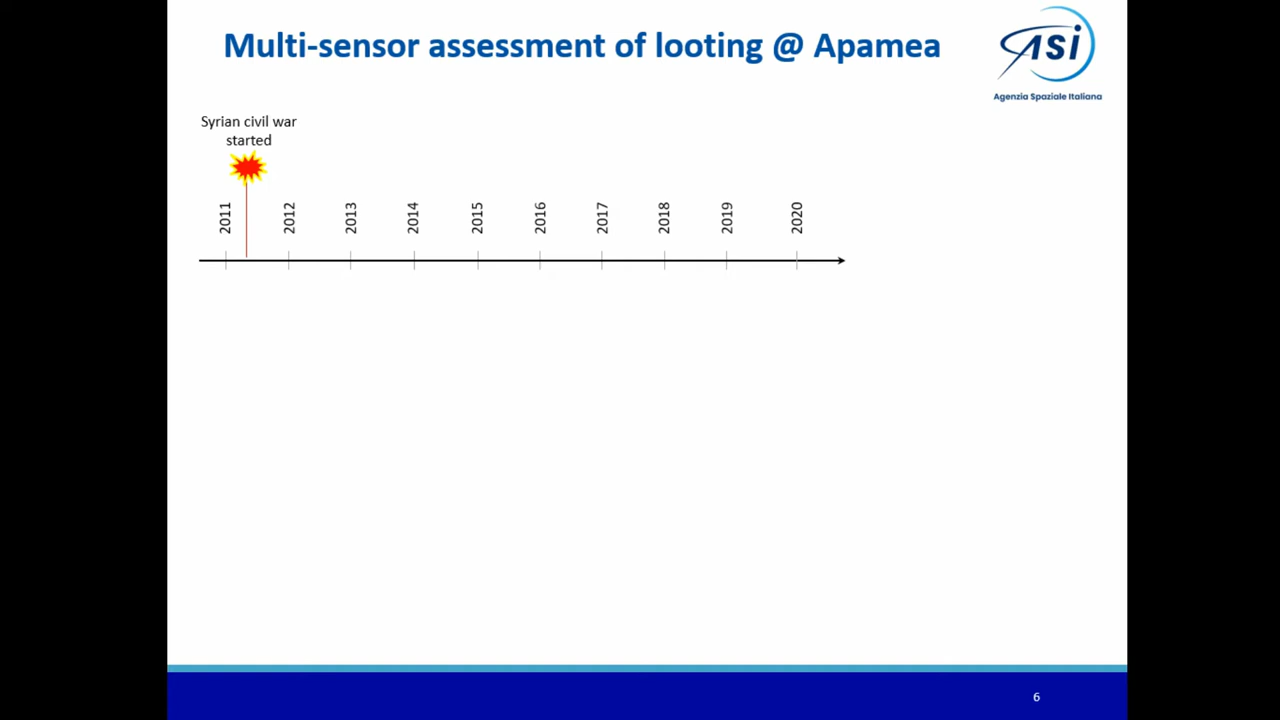 Multi-sensor assessment of looting @ Apamea
asi
Agenzia Spaziale Italiana
Syrian civil war
started
2011
2012
2013
2014
2015
2016
2017
2018
2019
2020
6